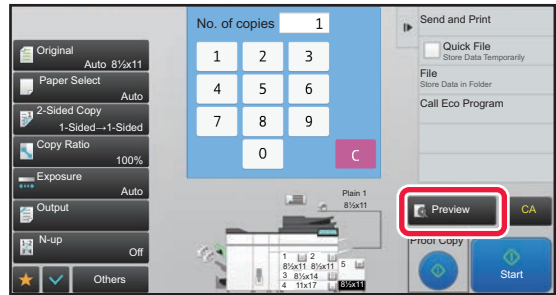 No. of copies 1
Original
Auto 8½x11
Paper Select
Auto
2-Sided Copy
1-Sided→1-Sided
Copy Ratio
100%
Exposure
Auto
Output
N-up
Off
Others
1 2 3
4 5 6
7 8 9
0 C
Plain 1
8½x11
1 2
8½x11 8½x11 5
3 8½x14
4 11x17 8½x11
Send and Print
Quick File
Store Data Temporarily
File
Store Data in Folder
Call Eco Program
Preview
CA
Proof Copy
Start